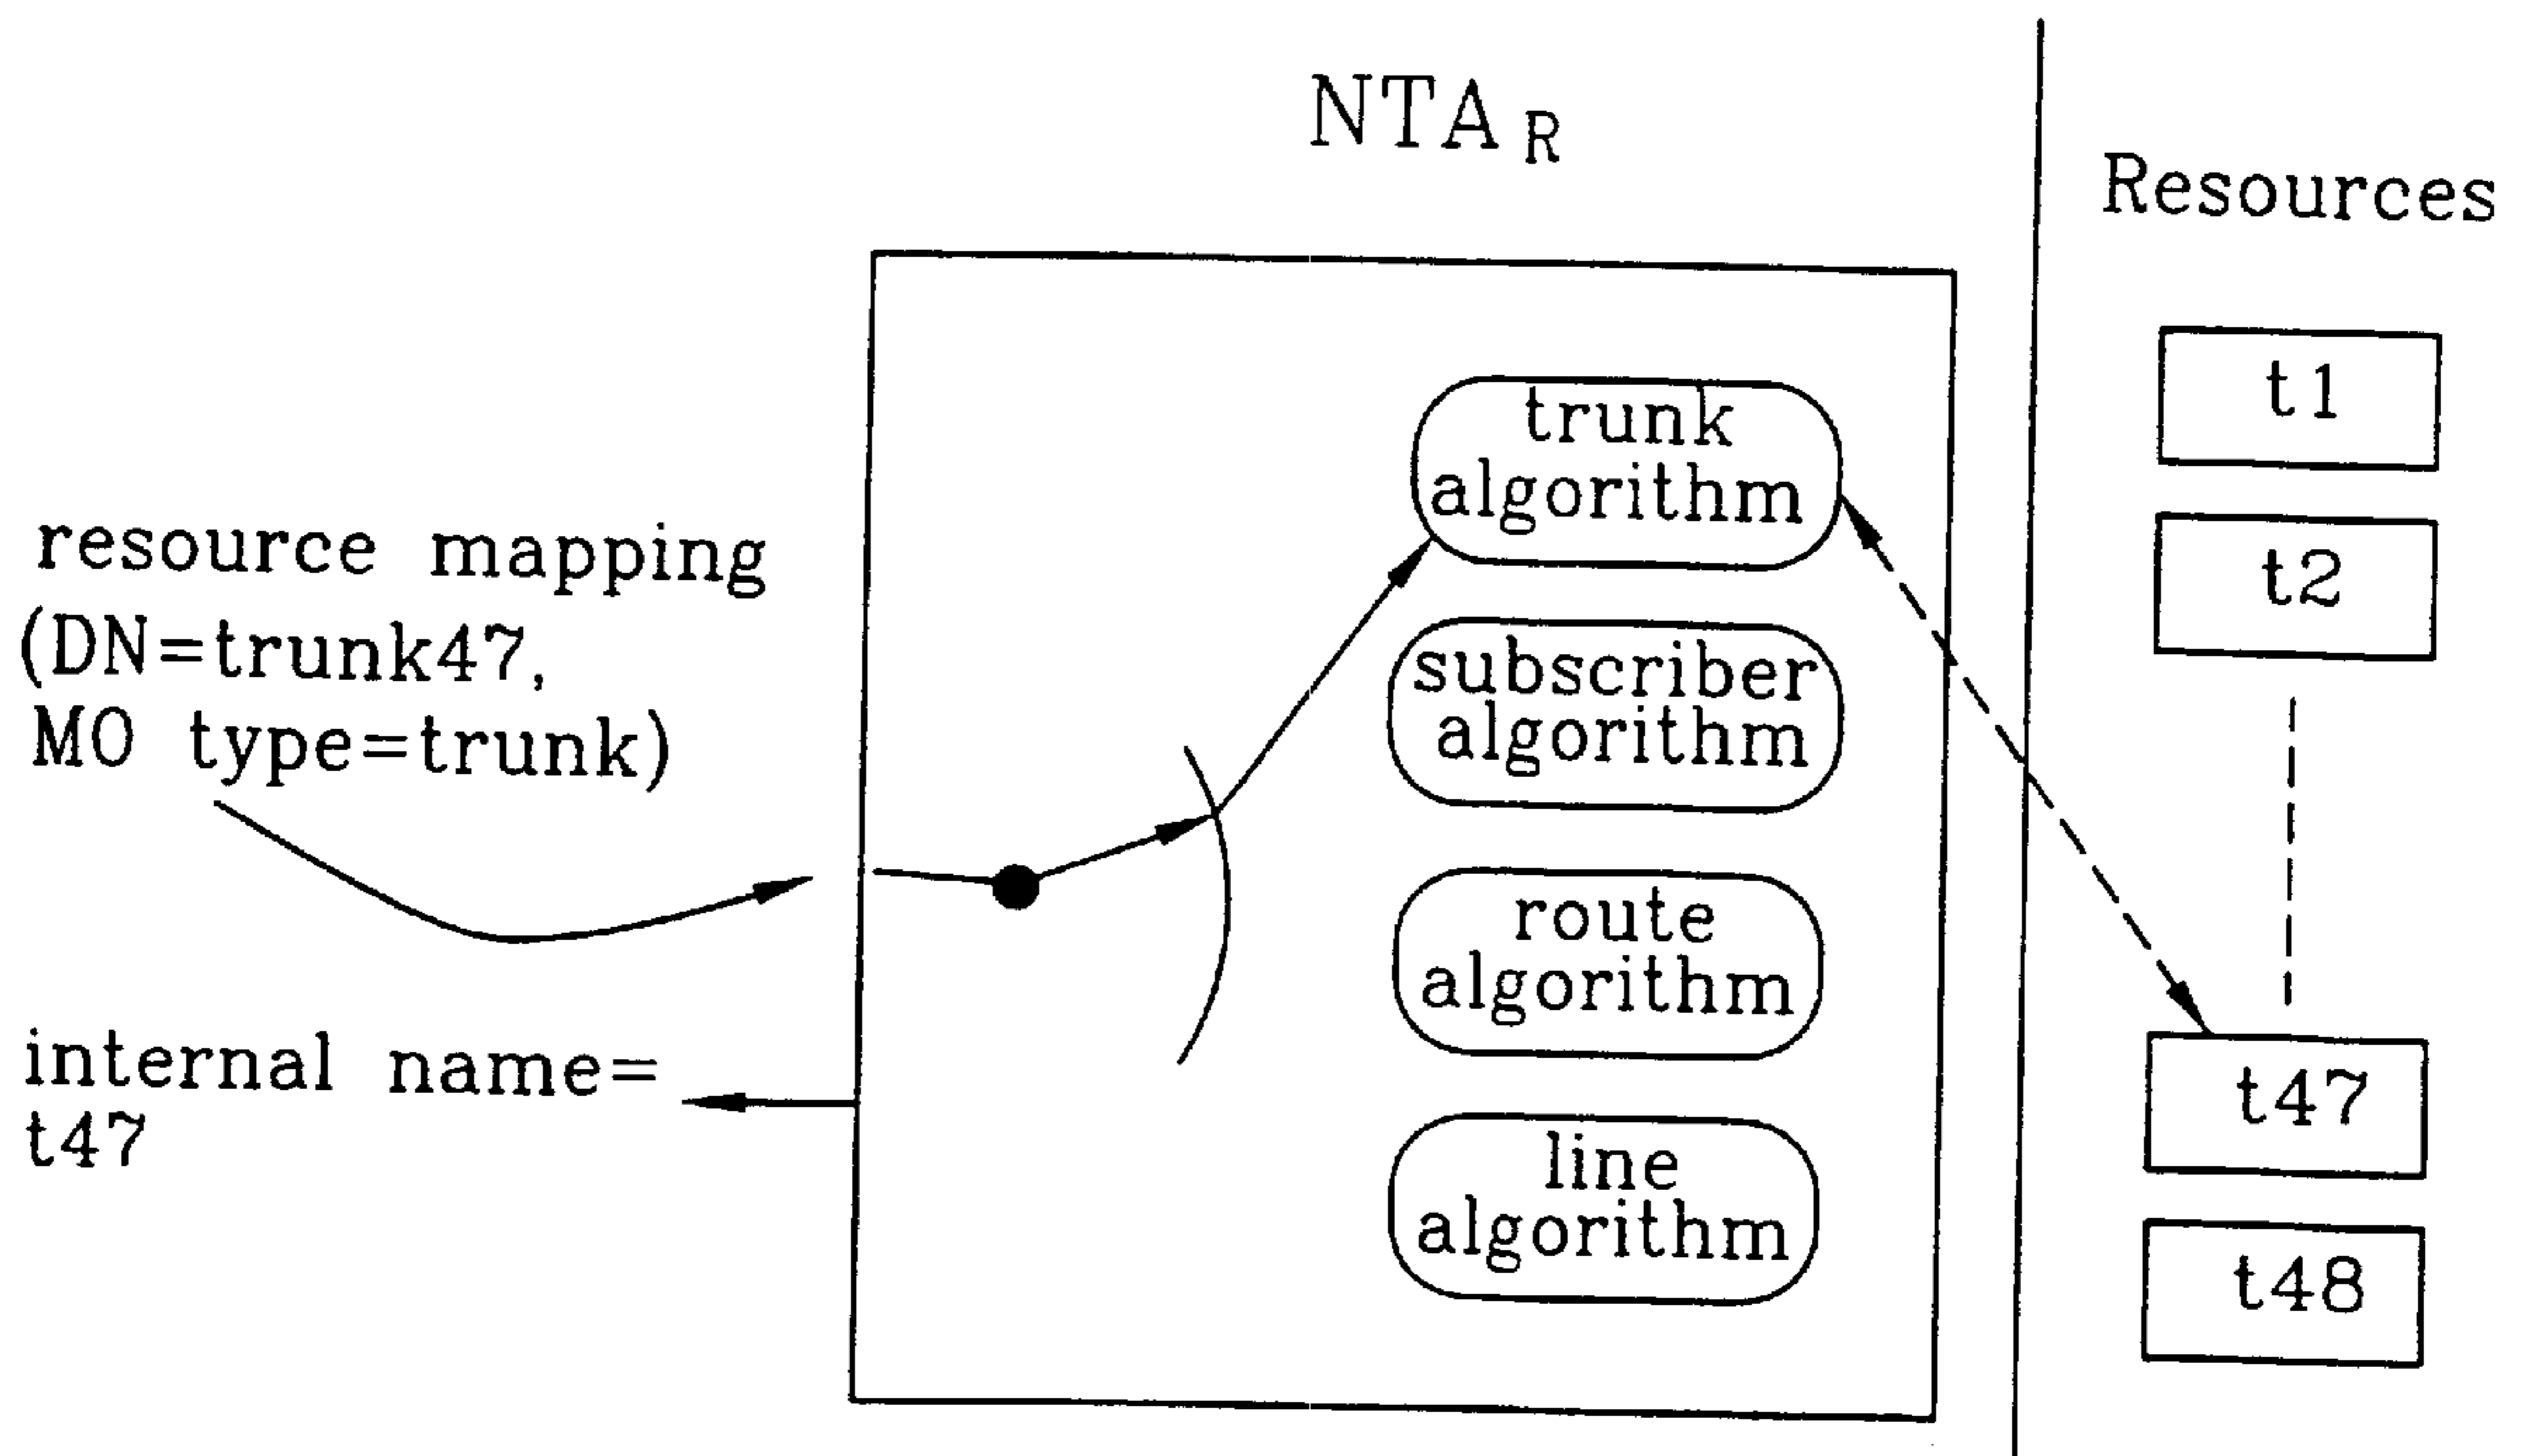 NTA R
Resources
resource mapping
(DN=trunk47,
MO type=trunk)
internal name=
t47
trunk
algorithm
subscriber
algorithm
route
algorithm
line
algorithm
t1
t2
t47
t48